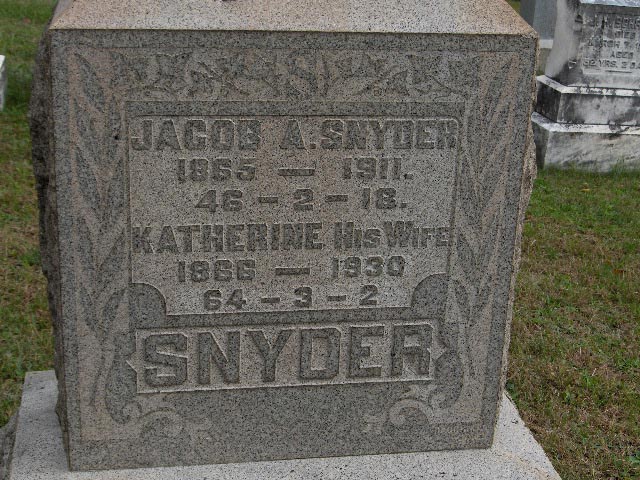 JACOB A. SNYDER
1865 — 1911.
46 - 2 - 18.
KATHERINE HIS WIFE
1866 — 1930
64 - 3 - 2
SNYDER